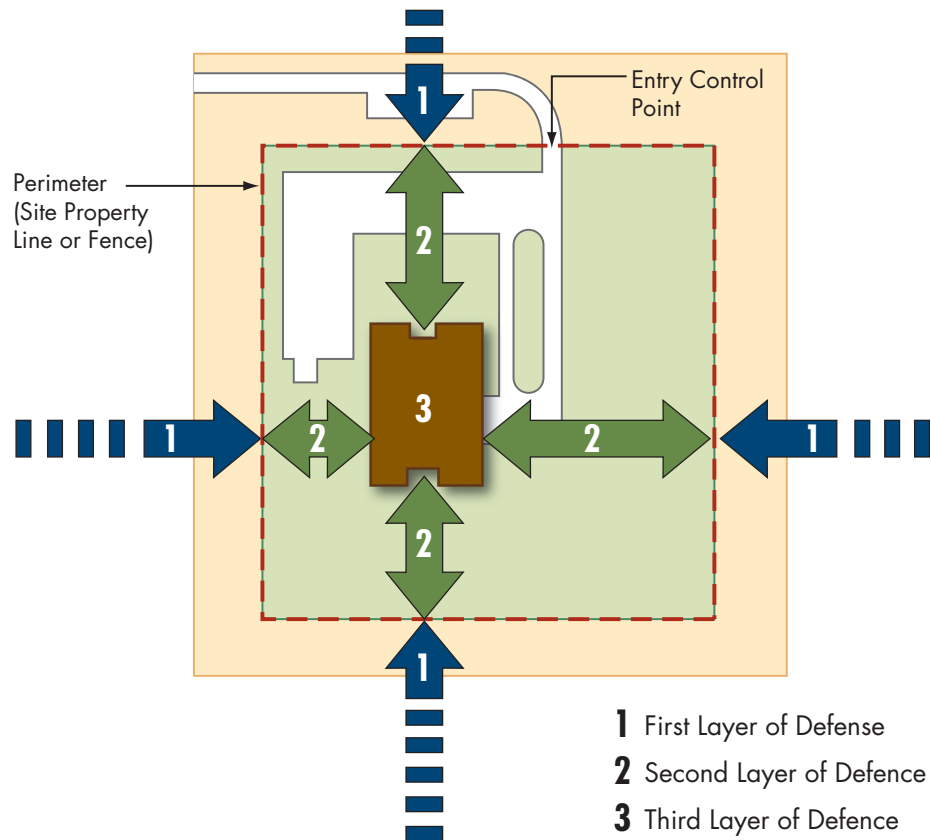 1
Entry Control
Point
Perimeter
(Site Property
Line or Fence)
2
3
1
2
2
1
2
1
1 First Layer of Defense
2 Second Layer of Defence
3 Third Layer of Defence